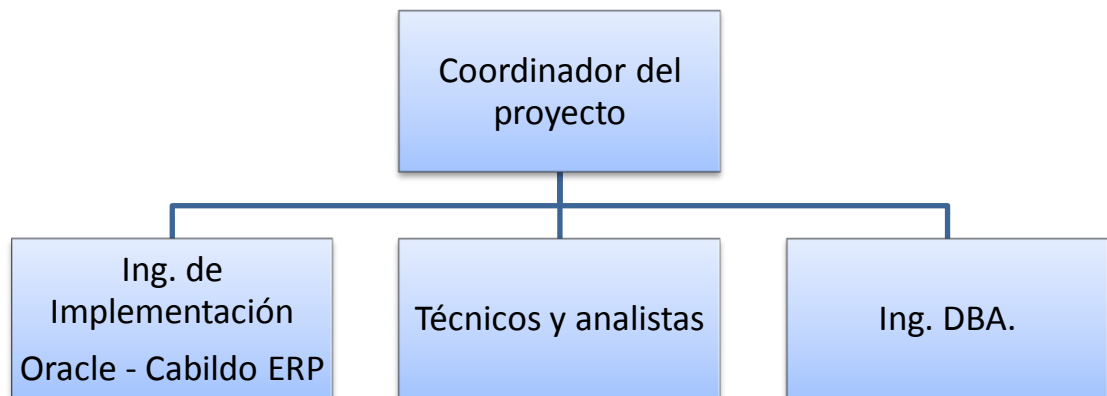 Coordinador del
proyecto
Ing. de
Implementación
Oracle - Cabildo ERP
Técnicos y analistas
Ing. DBA.